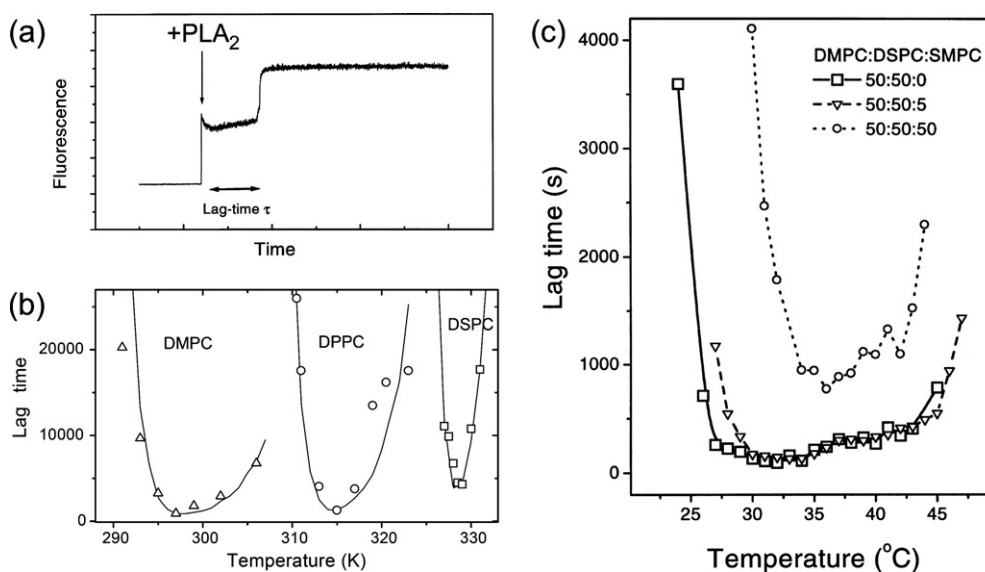 (a)
+PLA₂
Fluorescence
Lag-time τ
Time
(b)
DMPC
DPPC
DSPC
20000
10000
0
Lag time
290
300
310
320
330
Temperature (K)
(c)
DMPC:DSPC:SMPC
50:50:0
50:50:5
50:50:50
4000
3000
2000
1000
0
Lag time (s)
25
30
35
40
45
Temperature (°C)